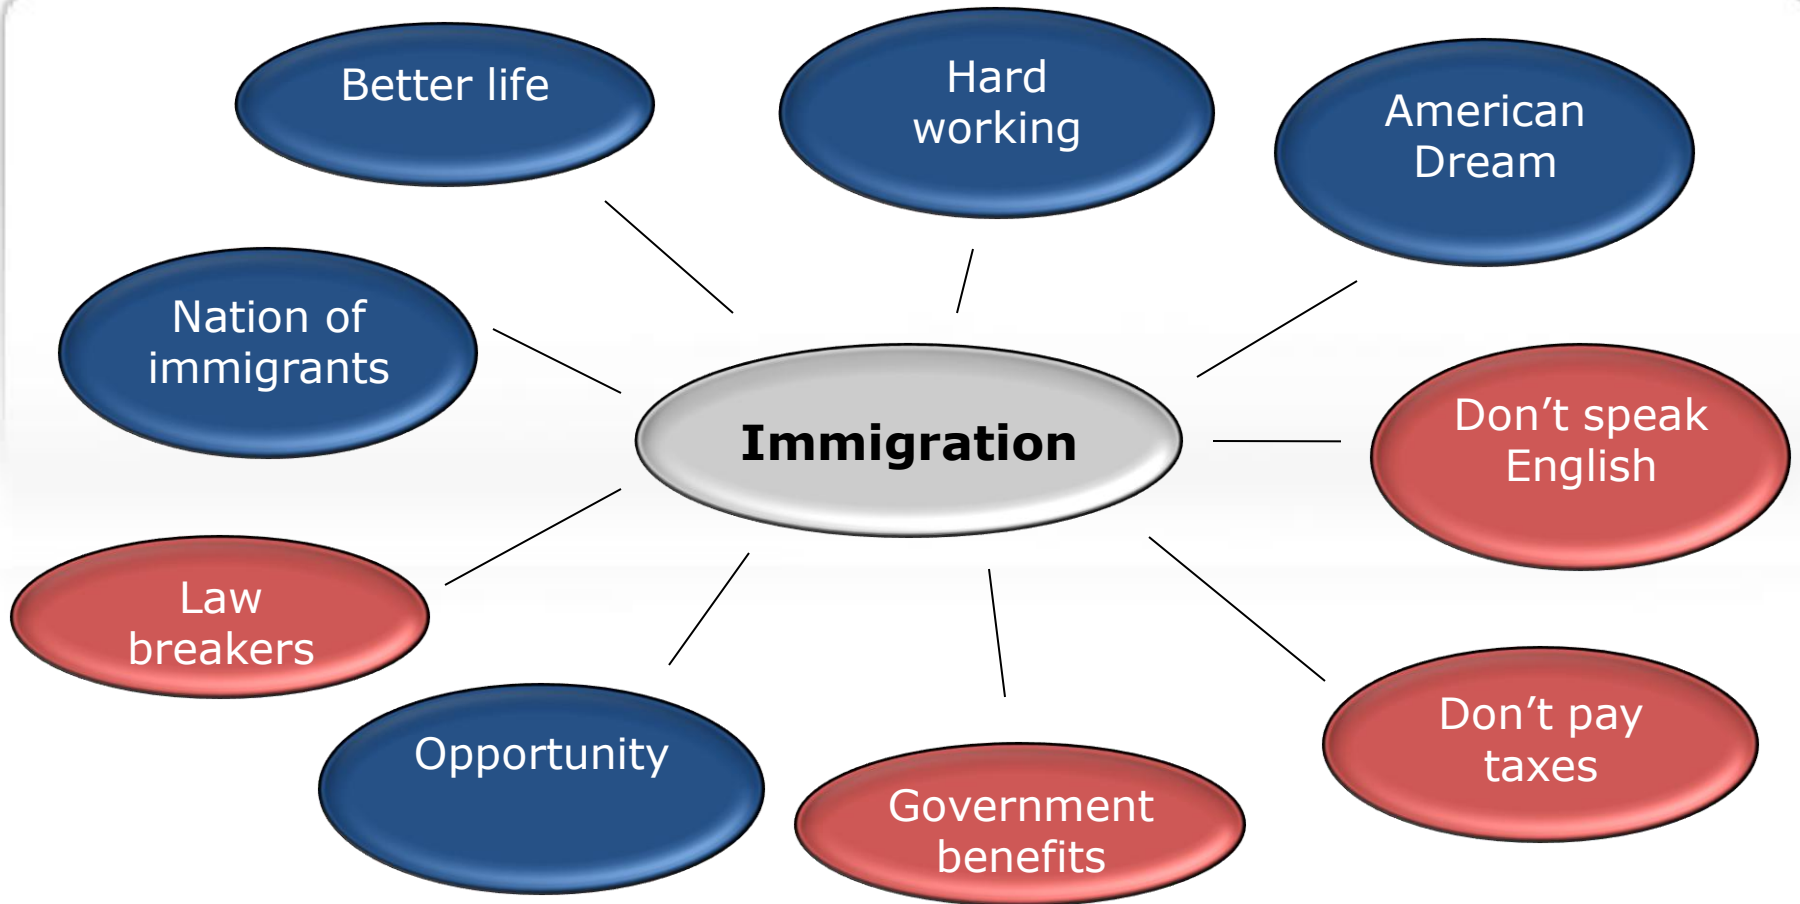 Better life
Hard
working
American
Dream
Nation of
immigrants
Immigration
Don’t speak
English
Law
breakers
Opportunity
Government
benefits
Don’t pay
taxes